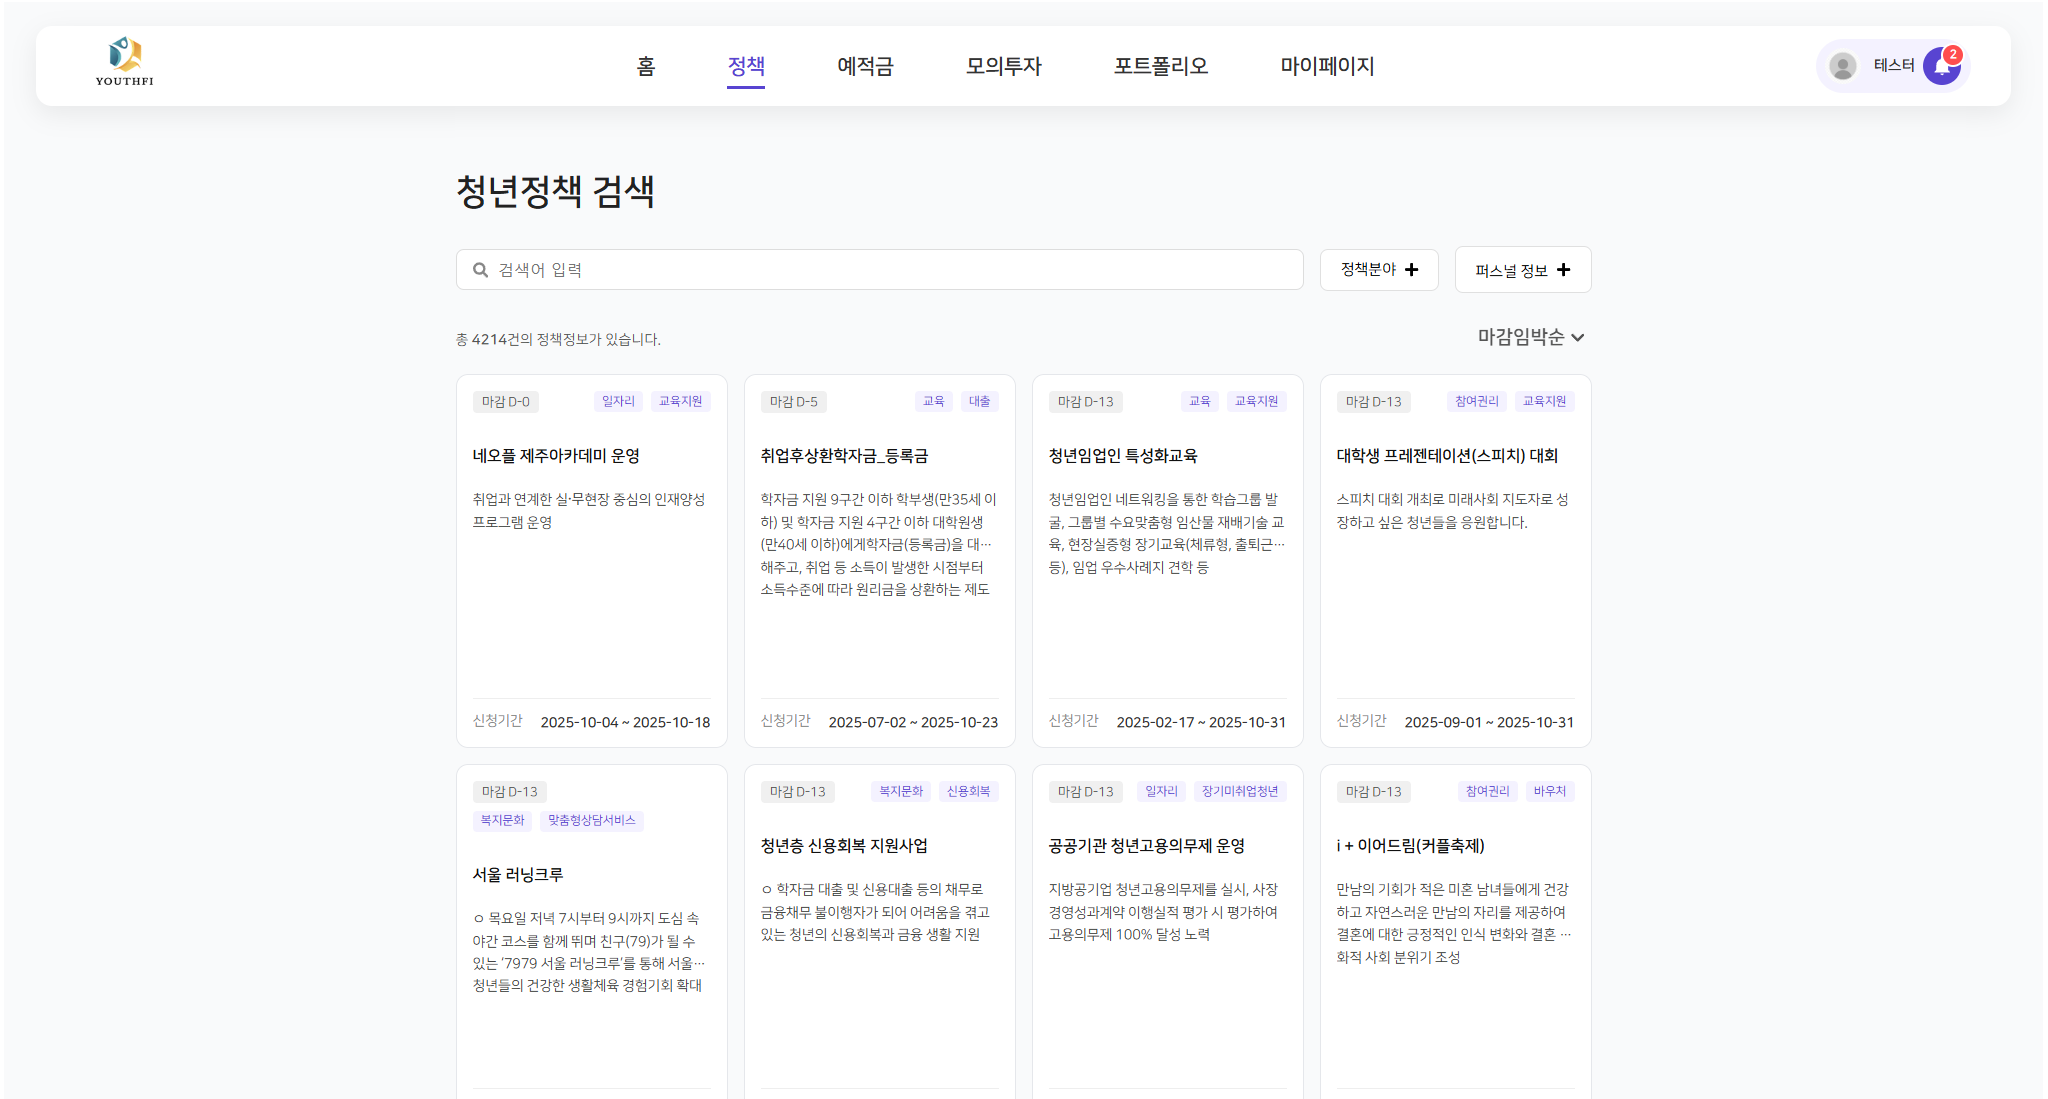 YOUTHFI
홈
정책
예적금
모의투자
포트폴리오
마이페이지
테스터
2
청년정책 검색
검색어 입력
정책분야
퍼스널 정보
총 4214건의 정책정보가 있습니다.
마감임박순
마감 D-0
일자리
교육지원
네오플 제주아카데미 운영
취업과 연계한 실·무현장 중심의 인재양성
프로그램 운영
신청기간
2025-10-04 ~ 2025-10-18
마감 D-5
교육
대출
취업후상환학자금_등록금
학자금 지원 9구간 이하 학부생(만35세 이
하) 및 학자금 지원 4구간 이하 대학원생
(만40세 이하)에게학자금(등록금)을 대…
해주고, 취업 등 소득이 발생한 시점부터
소득수준에 따라 원리금을 상환하는 제도
신청기간
2025-07-02 ~ 2025-10-23
마감 D-13
교육
교육지원
청년임업인 특성화교육
청년임업인 네트워킹을 통한 학습그룹 발
굴, 그룹별 수요맞춤형 임산물 재배기술 교
육, 현장실증형 장기교육(체류형, 출퇴근…
등), 임업 우수사례지 견학 등
신청기간
2025-02-17 ~ 2025-10-31
마감 D-13
참여권리
교육지원
대학생 프레젠테이션(스피치) 대회
스피치 대회 개최로 미래사회 지도자로 성
장하고 싶은 청년들을 응원합니다.
신청기간
2025-09-01 ~ 2025-10-31
마감 D-13
복지문화
맞춤형상담서비스
서울 러닝크루
ㅇ 목요일 저녁 7시부터 9시까지 도심 속
야간 코스를 함께 뛰며 친구(79)가 될 수
있는 '7979 서울 러닝크루'를 통해 서울…
청년들의 건강한 생활체육 경험기회 확대
마감 D-13
복지문화
신용회복
청년층 신용회복 지원사업
ㅇ 학자금 대출 및 신용대출 등의 채무로
금융채무 불이행자가 되어 어려움을 겪고
있는 청년의 신용회복과 금융 생활 지원
마감 D-13
일자리
장기미취업청년
공공기관 청년고용의무제 운영
지방공기업 청년고용의무제를 실시, 사장
경영성과계약 이행실적 평가 시 평가하여
고용의무제 100% 달성 노력
마감 D-13
참여권리
바우처
i + 이어드림(커플축제)
만남의 기회가 적은 미혼 남녀들에게 건강
하고 자연스러운 만남의 자리를 제공하여
결혼에 대한 긍정적인 인식 변화와 결혼 …
화적 사회 분위기 조성